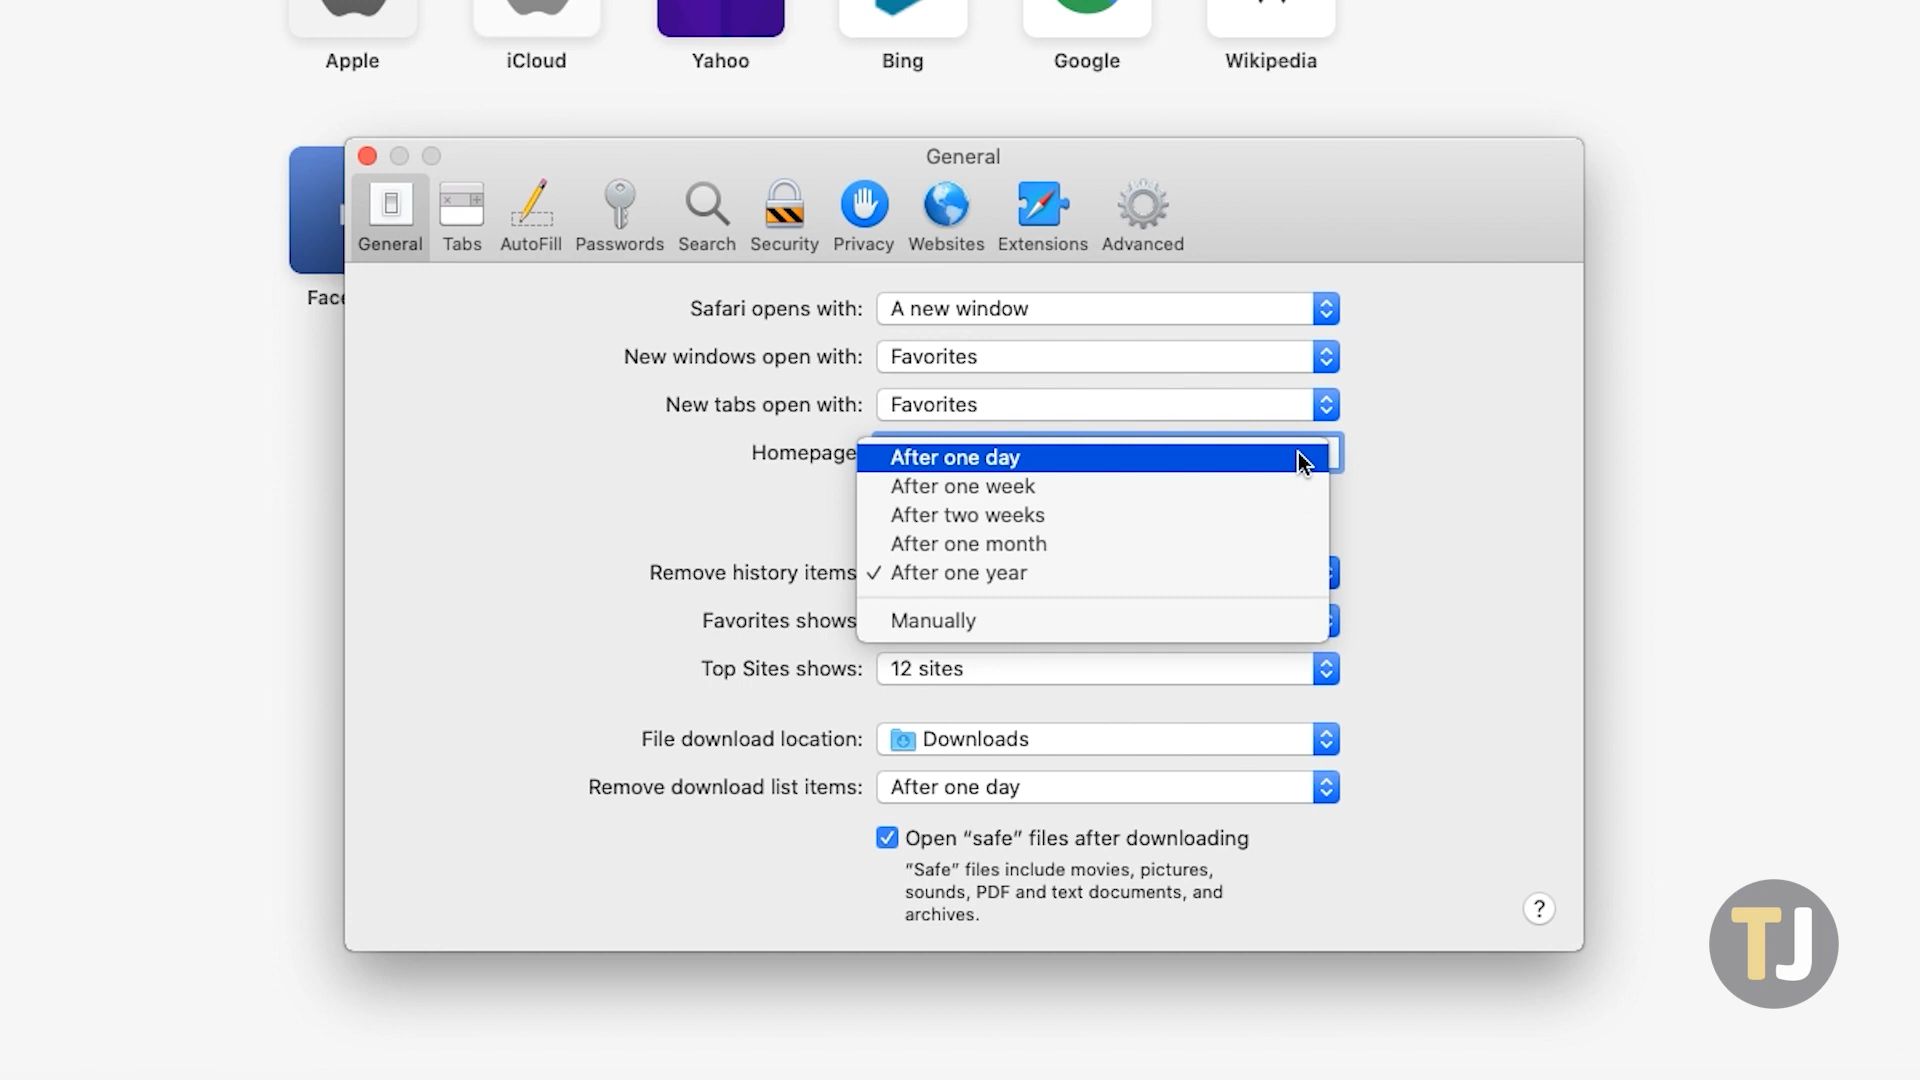 Apple
iCloud
Yahoo
Bing
Google
Wikipedia
Face
General
General
Tabs
AutoFill
Passwords
Search
Security
Privacy
Websites
Extensions
Advanced
Safari opens with: A new window
New windows open with: Favorites
New tabs open with: Favorites
Homepage
After one day
After one week
After two weeks
After one month
Remove history items ✓ After one year
Favorites shows
Manually
Top Sites shows: 12 sites
File download location: Downloads
Remove download list items: After one day
Open “safe” files after downloading
“Safe” files include movies, pictures,
sounds, PDF and text documents, and
archives.
?
TJ